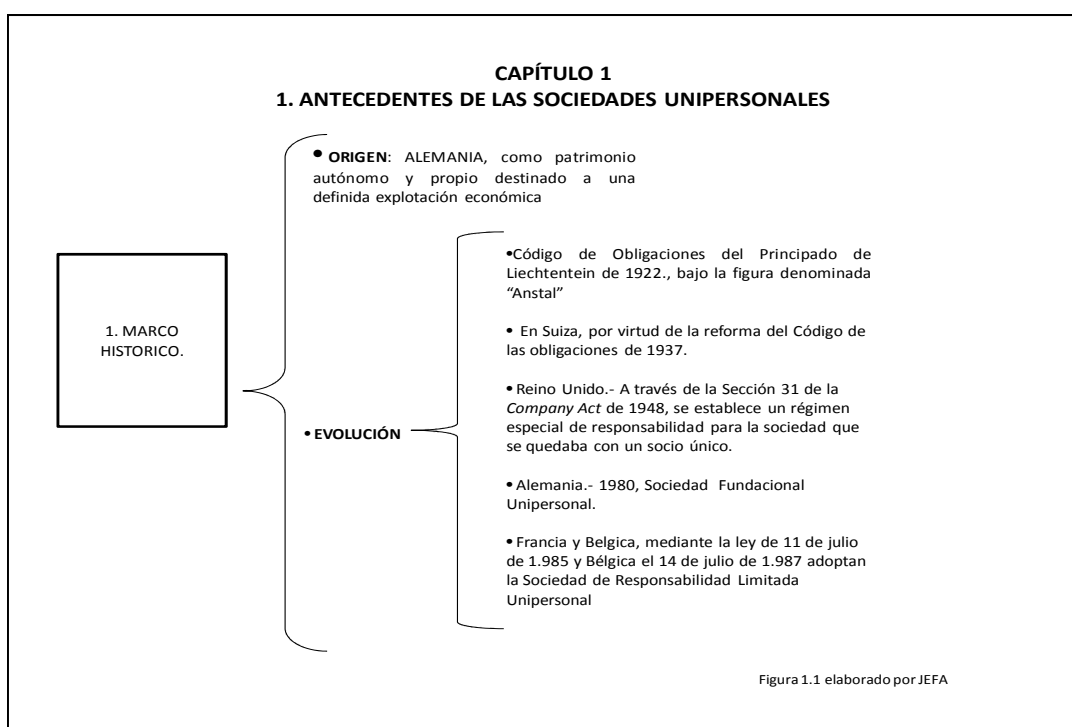 CAPÍTULO 1
1. ANTECEDENTES DE LAS SOCIEDADES UNIPERSONALES
• ORIGEN: ALEMANIA, como patrimonio
autónomo y propio destinado a una
definida explotación económica
1. MARCO
HISTORICO.
• EVOLUCIÓN
•Código de Obligaciones del Principado de
Liechtentein de 1922., bajo la figura denominada
“Anstal”
• En Suiza, por virtud de la reforma del Código de
las obligaciones de 1937.
•Reino Unido.- A través de la Sección 31 de la
Company Act de 1948, se establece un régimen
especial de responsabilidad para la sociedad que
se quedaba con un socio único.
•Alemania.- 1980, Sociedad Fundacional
Unipersonal.
•Francia y Belgica, mediante la ley de 11 de julio
de 1.985 y Bélgica el 14 de julio de 1.987 adoptan
la Sociedad de Responsabilidad Limitada
Unipersonal
Figura 1.1 elaborado por JEFA